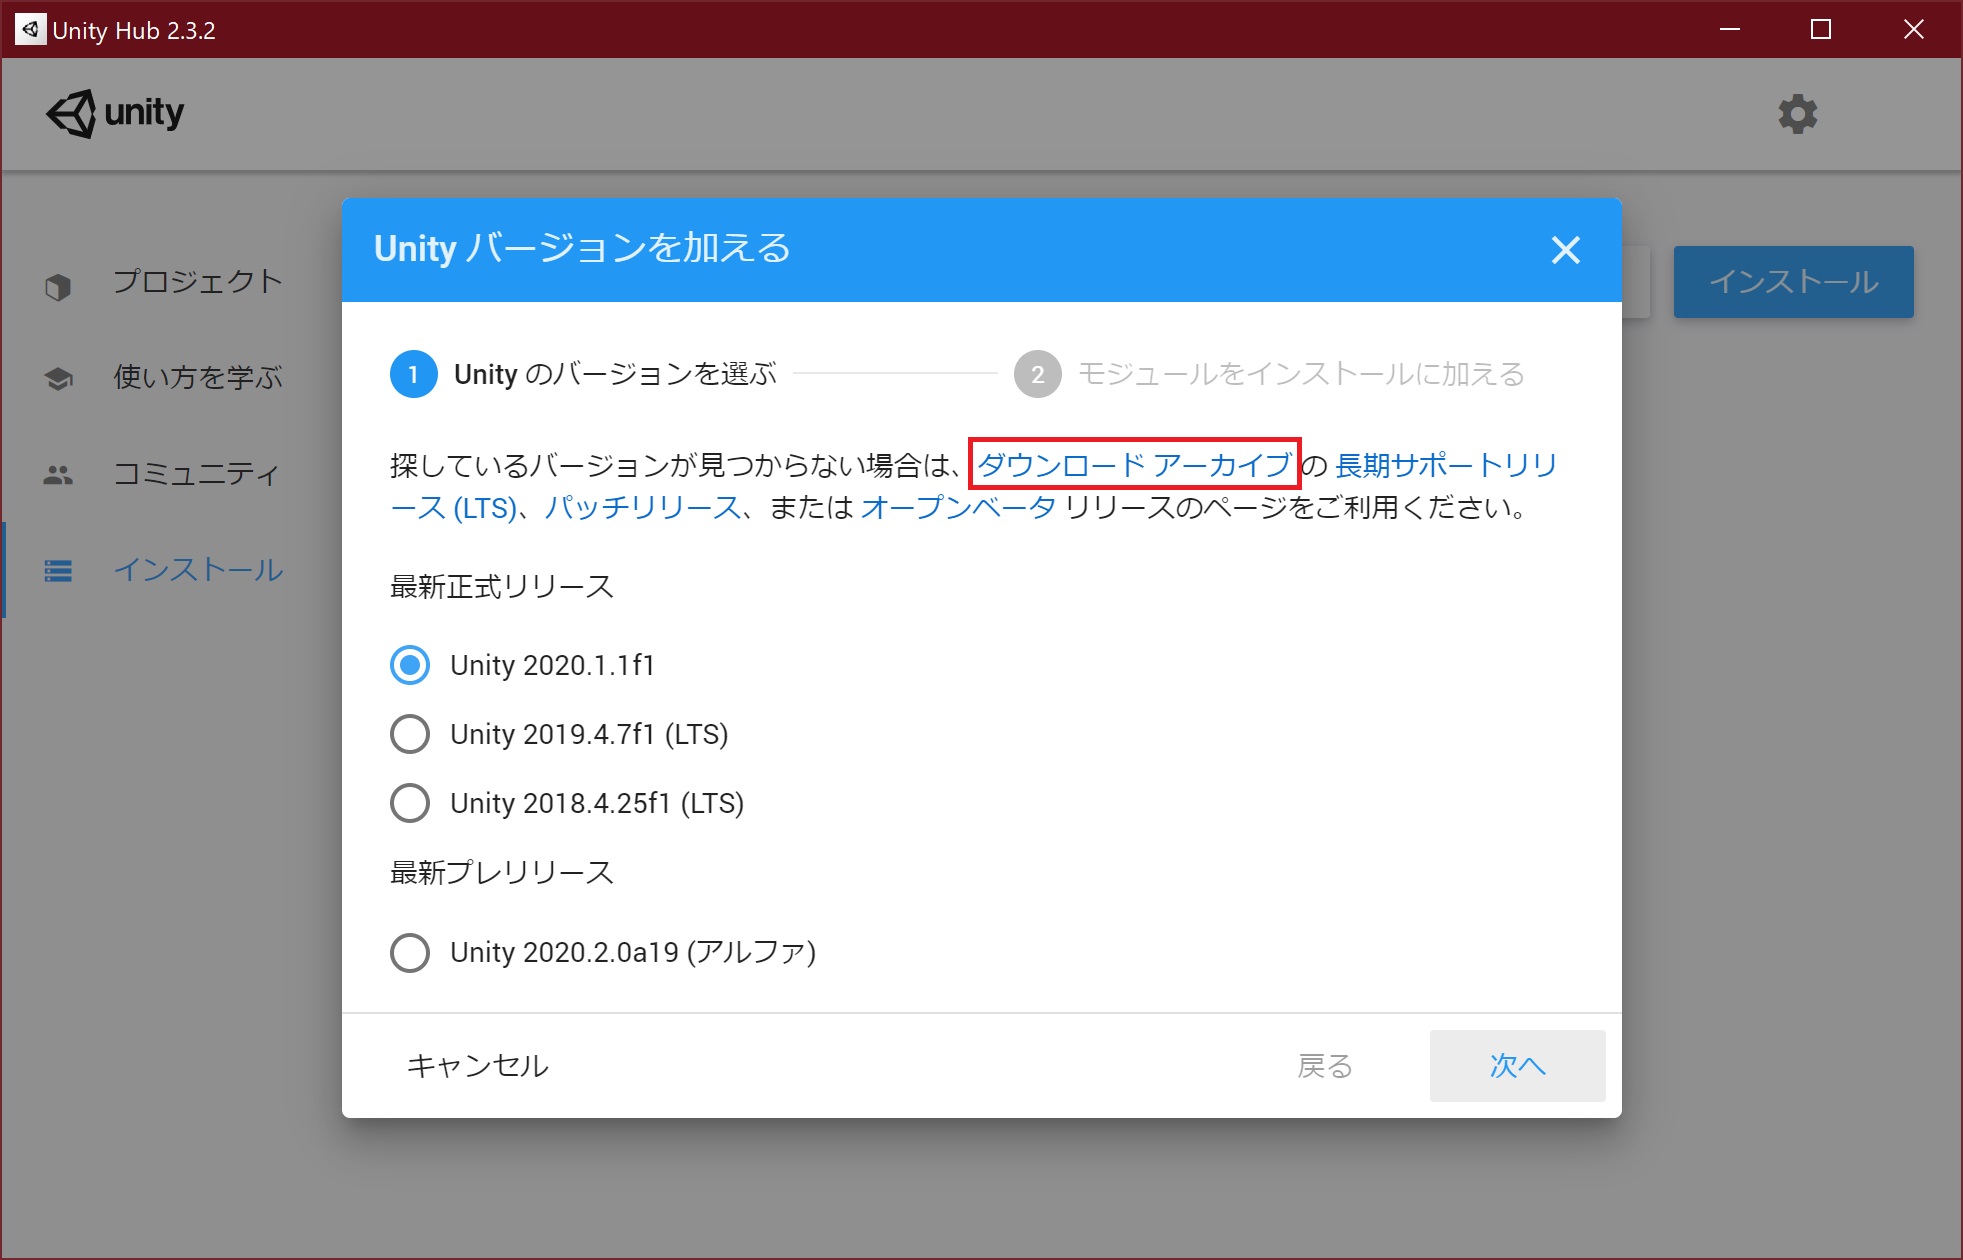 Unity Hub 2.3.2
unity
プロジェクト
使い方を学ぶ
コミュニティ
インストール
インストール
Unity バージョンを加える
1 Unity のバージョンを選ぶ
2 モジュールをインストールに加える
探しているバージョンが見つからない場合は、ダウンロード アーカイブ の 長期サポートリリ
ース (LTS)、パッチリリース、または オープンベータ リリースのページをご利用ください。
最新正式リリース
Unity 2020.1.1f1
Unity 2019.4.7f1 (LTS)
Unity 2018.4.25f1 (LTS)
最新プレリリース
Unity 2020.2.0a19 (アルファ)
キャンセル
戻る
次へ